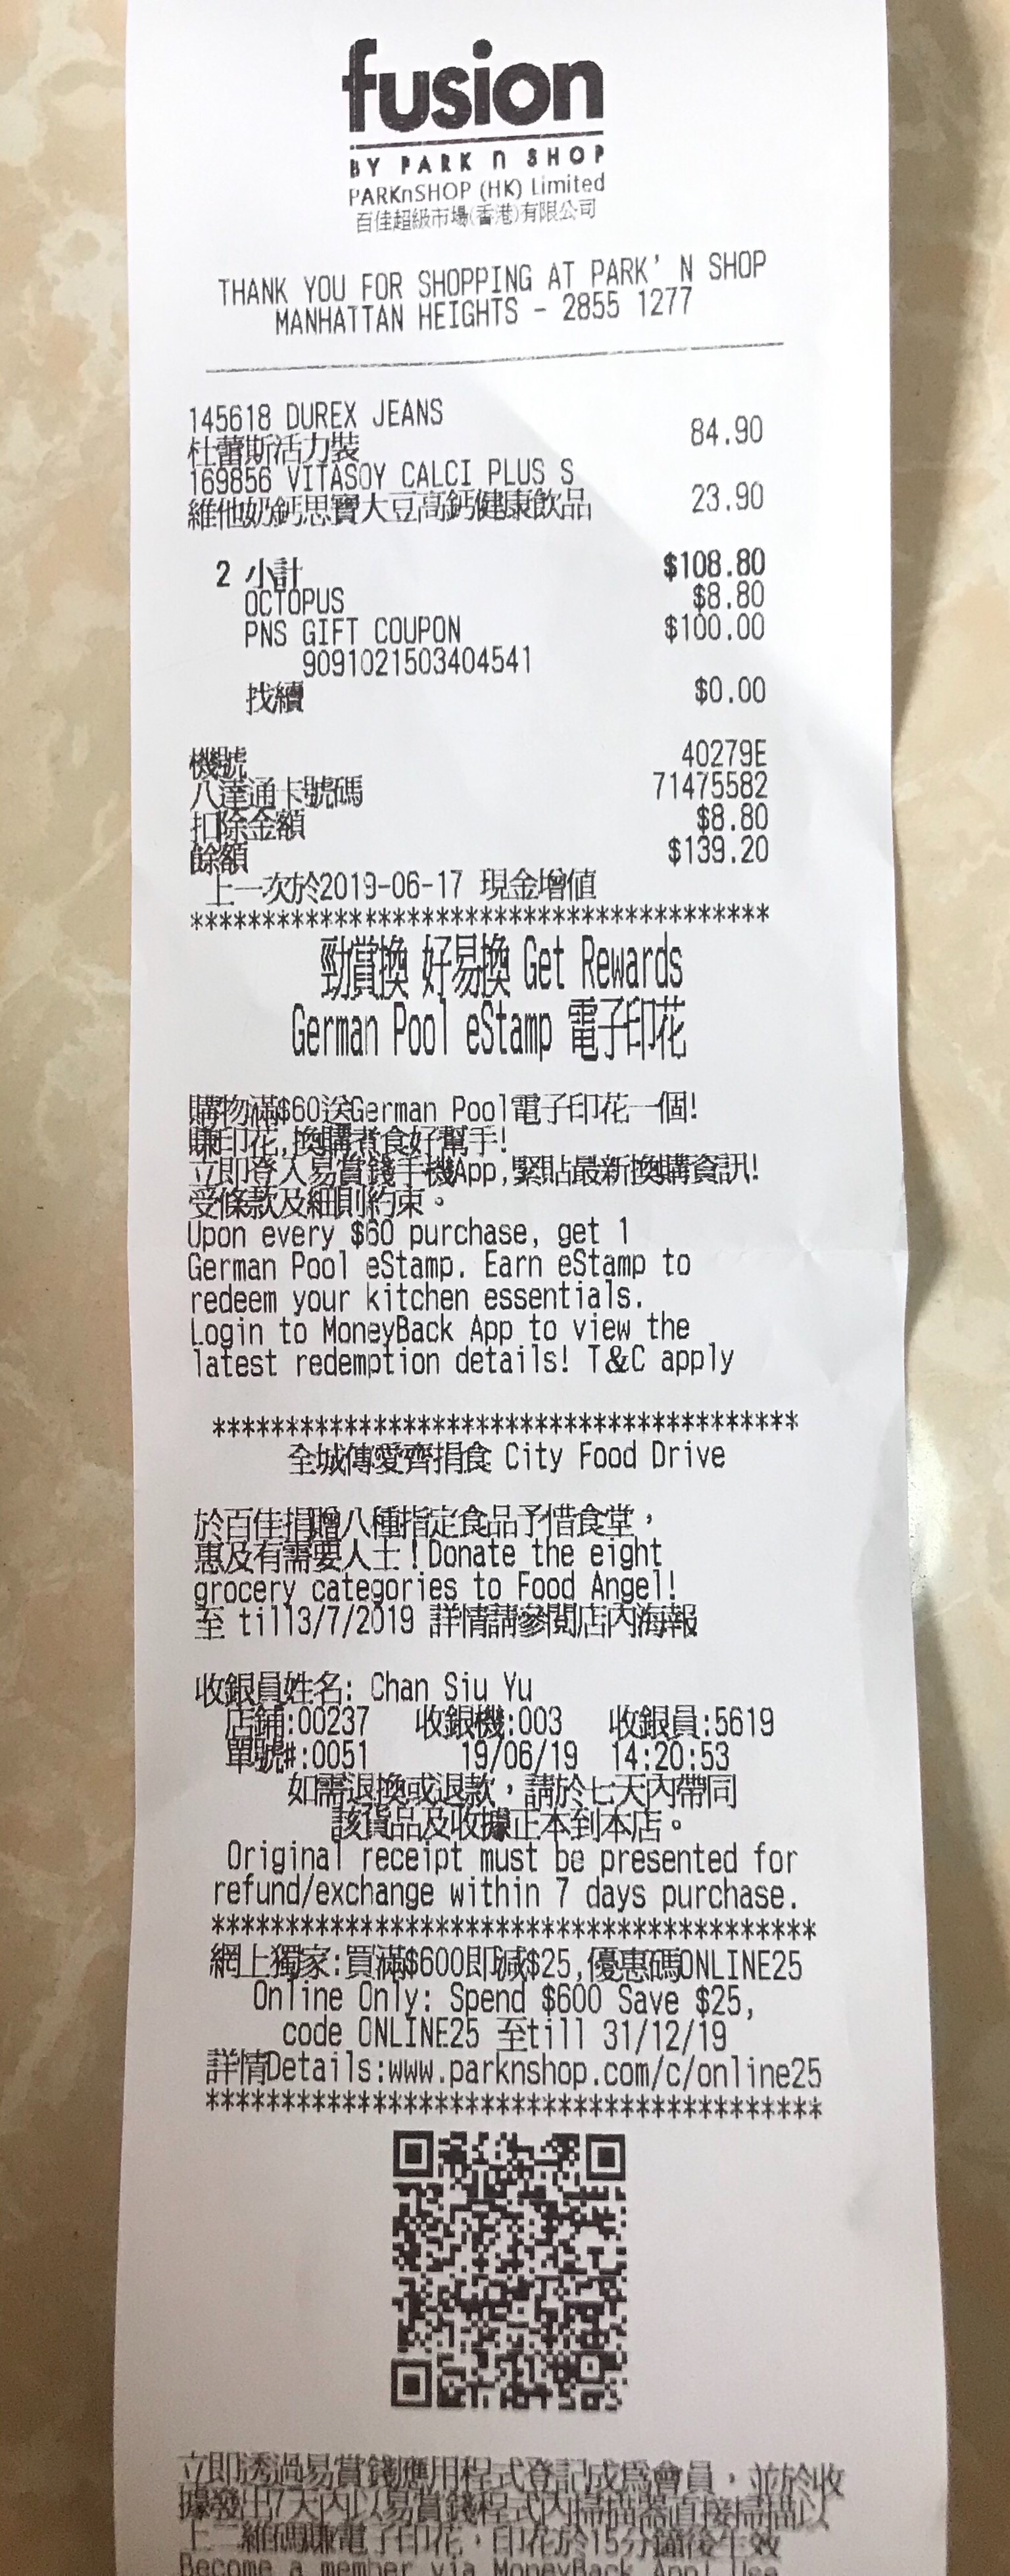 fusion
BY PARK n SHOP
PARKnSHOP (HK) Limited
百佳超級市場(香港)有限公司
THANK YOU FOR SHOPPING AT PARK' N SHOP
MANHATTAN HEIGHTS - 2855 1277
145618 DUREX JEANS 84.90
杜蕾斯活力裝
169856 VITASOY CALCI PLUS S 23.90
維他奶鈣思寶大豆高鈣健康飲品
2 小計 $108.80
OCTOPUS $8.80
PNS GIFT COUPON $100.00
9091021503404541
找續 $0.00
機號 40279E
八達通卡號碼 71475582
扣除金額 $8.80
餘額 $139.20
上一次於2019-06-17 現金增值
****************************************
勁賞換 好易換 Get Rewards
German Pool eStamp 電子印花
購物滿$60送German Pool電子印花一個!
賺印花,換購煮食好幫手!
立即登入易賞錢手機App,緊貼最新換購資訊!
受條款及細則約束。
Upon every $60 purchase, get 1
German Pool eStamp. Earn eStamp to
redeem your kitchen essentials.
Login to MoneyBack App to view the
latest redemption details! T&C apply
****************************************
全城傳愛齊捐食 City Food Drive
於百佳捐贈八種指定食品予惜食堂，
惠及有需要人士！Donate the eight
grocery categories to Food Angel!
至 till13/7/2019 詳情請參閱店內海報
收銀員姓名: Chan Siu Yu
店鋪:00237 收銀機:003 收銀員:5619
單號#:0051 19/06/19 14:20:53
如需退換或退款，請於七天內帶同
該貨品及收據正本到本店。
Original receipt must be presented for
refund/exchange within 7 days purchase.
****************************************
網上獨家:買滿$600即減$25,優惠碼ONLINE25
Online Only: Spend $600 Save $25,
code ONLINE25 至till 31/12/19
詳情Details:www.parknshop.com/c/online25
****************************************
立即透過易賞錢應用程式登記成為會員，並於收
據發出7天內以易賞錢程式內掃描器直接掃描以
上二維碼賺電子印花，印花於15分鐘後生效
Become a member via MoneyBack App! Use